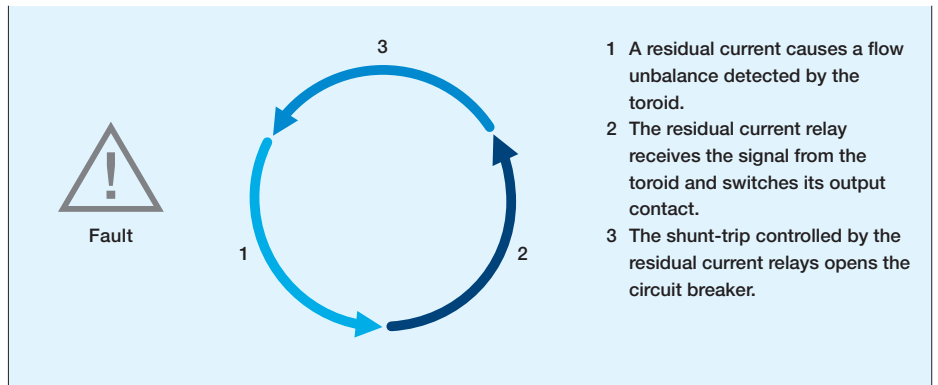 3
1 A residual current causes a flow
unbalance detected by the
toroid.
2 The residual current relay
receives the signal from the
toroid and switches its output
contact.
3 The shunt-trip controlled by the
residual current relays opens the
circuit breaker.
!
Fault
1
2